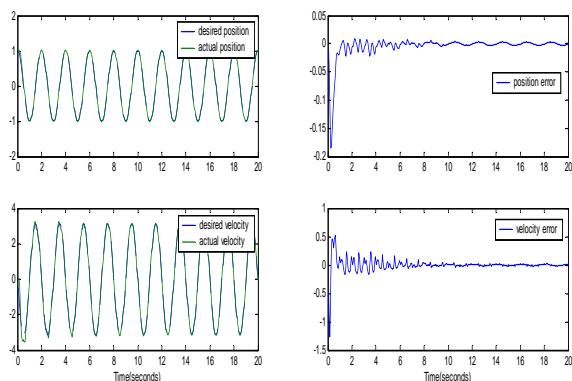 2
1
0
-1
-2
desired position
actual position
0 2 4 6 8 10 12 14 16 18 20
0.05
0
-0.05
-0.1
-0.15
-0.2
position error
0 2 4 6 8 10 12 14 16 18 20
4
2
0
-2
-4
desired velocity
actual velocity
0 2 4 6 8 10 12 14 16 18 20
Time(seconds)
1
0.5
0
-0.5
-1
-1.5
velocity error
0 2 4 6 8 10 12 14 16 18 20
Time(seconds)